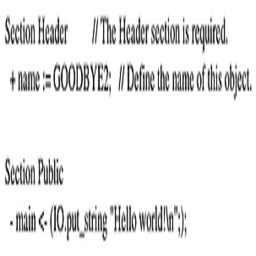 Section Header // The Header section is required.
+ name := GOODBYE2; // Define the name of this object.
Section Public
- main <- (IO.put_string "Hello world!\n";);